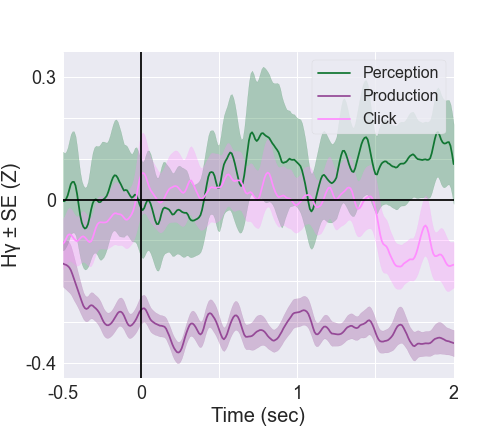 Perception
Production
Click
Hγ ± SE (Z)
0.3
0
-0.4
-0.5
0
1
2
Time (sec)